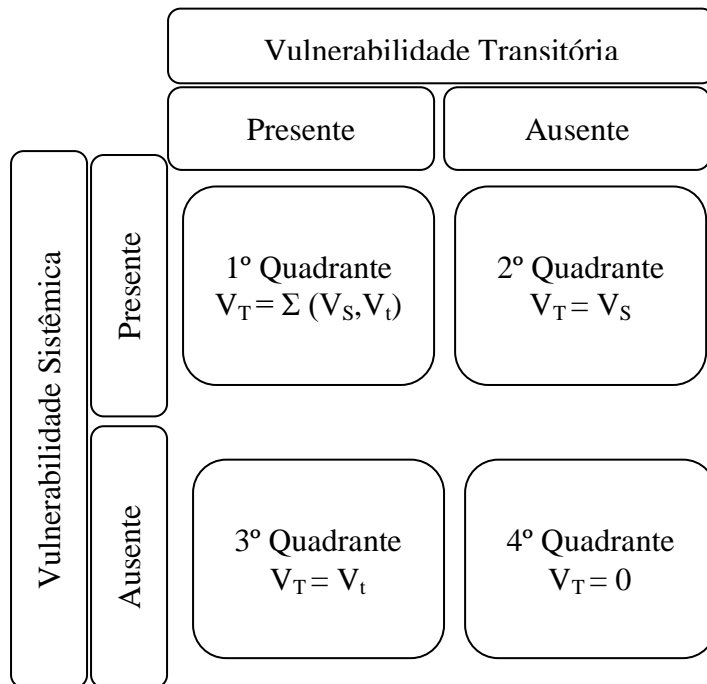 Vulnerabilidade Transitória
Presente
Ausente
Vulnerabilidade Sistêmica
Presente
1º Quadrante
V_T = Σ (V_S,V_t)
2º Quadrante
V_T = V_S
Ausente
3º Quadrante
V_T = V_t
4º Quadrante
V_T = 0